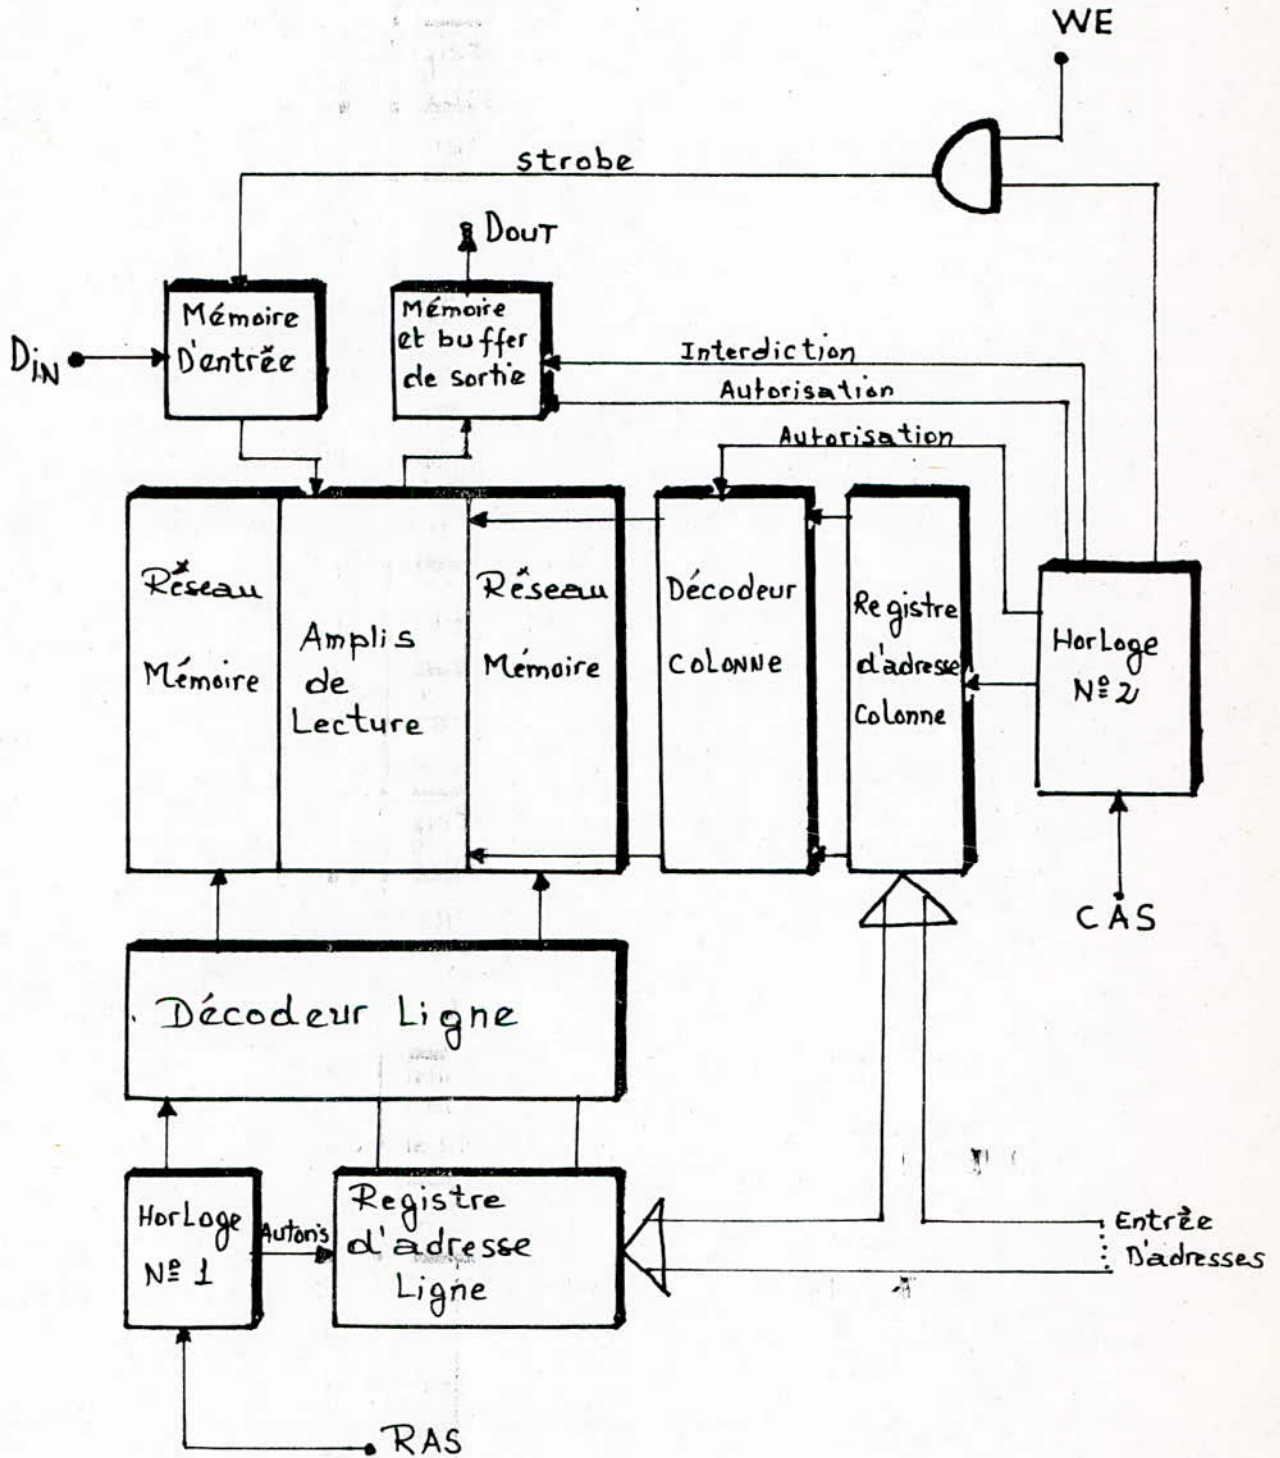 WE
strobe
DOUT
Mémoire
D'entrée
Mémoire
et buffer
de sortie
DIN
Interdiction
Autorisation
Autorisation
Réseau
Mémoire
Amplis
de
Lecture
Réseau
Mémoire
Décodeur
COLONNE
Registre
d'adresse
Colonne
HorLoge
Nº 2
CAS
Décodeur Ligne
HorLoge
Nº 1
Autoris
Registre
d'adresse
Ligne
Entrée
D'adresses
RAS